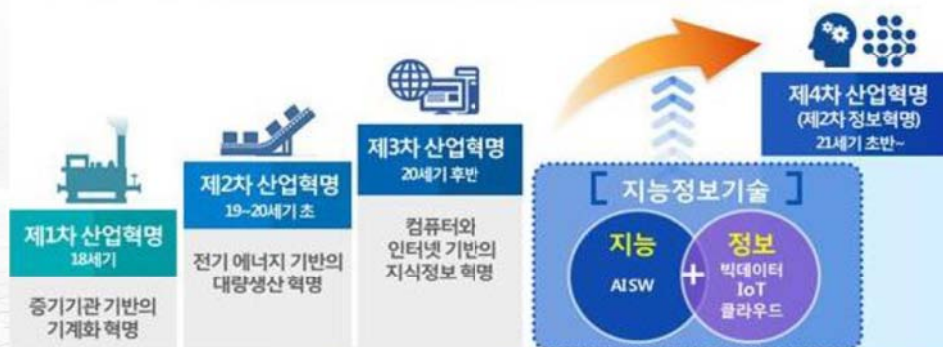 제1차 산업혁명
18세기
증기기관 기반의
기계화 혁명
제2차 산업혁명
19~20세기 초
전기 에너지 기반의
대량생산 혁명
제3차 산업혁명
20세기 후반
컴퓨터와
인터넷 기반의
지식정보 혁명
[ 지능정보기술 ]
지능
AI SW
+
정보
빅데이터
IoT
클라우드
제4차 산업혁명
(제2차 정보혁명)
21세기 초반~